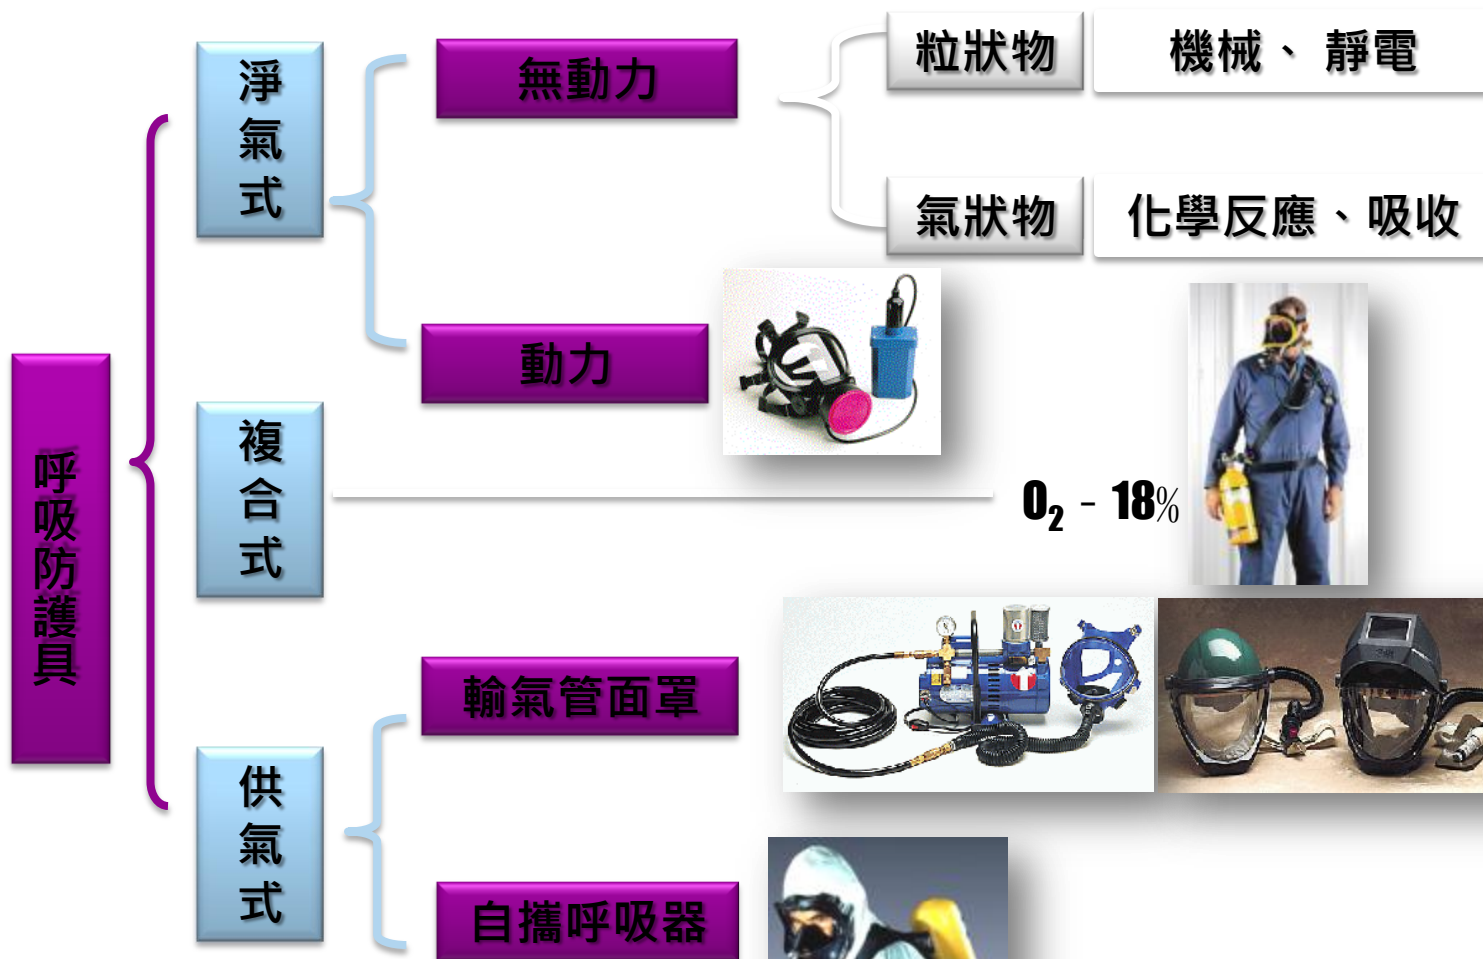 呼吸防護具
淨氣式
無動力
粒狀物
機械、 靜電
氣狀物
化學反應、吸收
動力
複合式
O₂ - 18%
供氣式
輸氣管面罩
自攜呼吸器